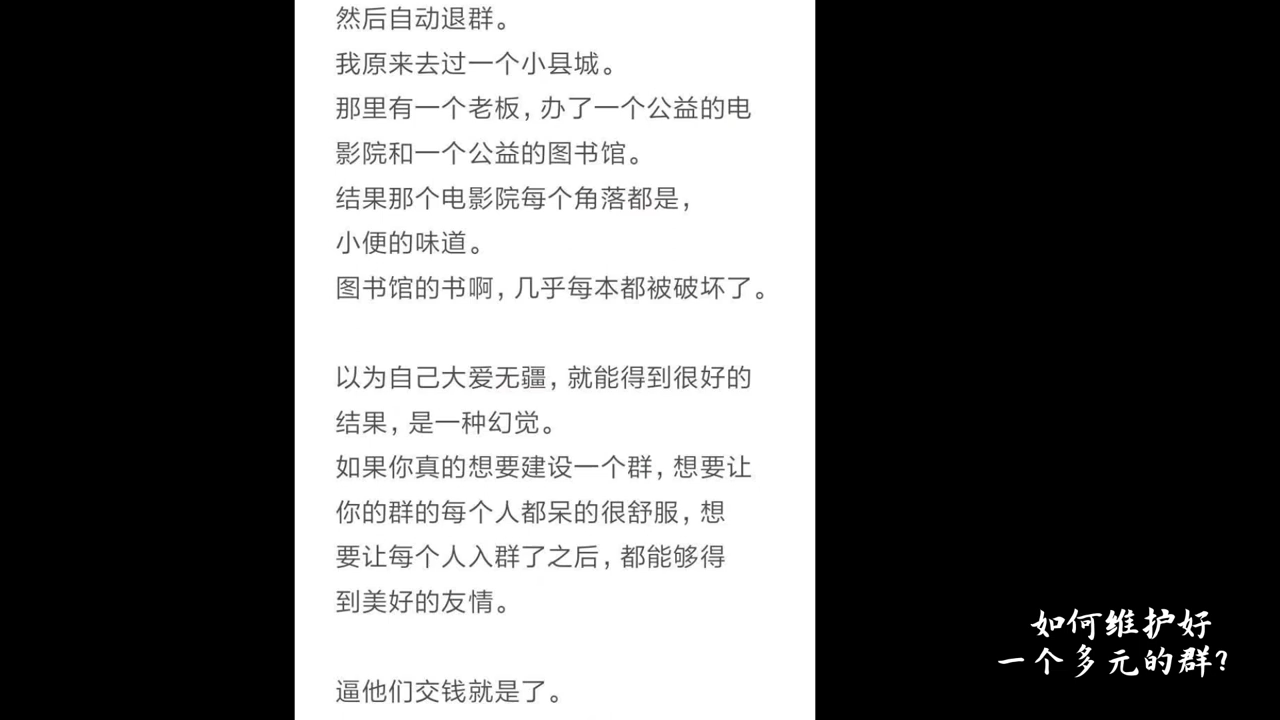 然后自动退群。
我原来去过一个小县城。
那里有一个老板，办了一个公益的电
影院和一个公益的图书馆。
结果那个电影院每个角落都是，
小便的味道。
图书馆的书啊，几乎每本都被破坏了。
以为自己大爱无疆，就能得到很好的
结果，是一种幻觉。
如果你真的想要建设一个群，想要让
你的群的每个人都呆的很舒服，想
要让每个人入群了之后，都能够得
到美好的友情。
逼他们交钱就是了。
如何维护好
一个多元的群？